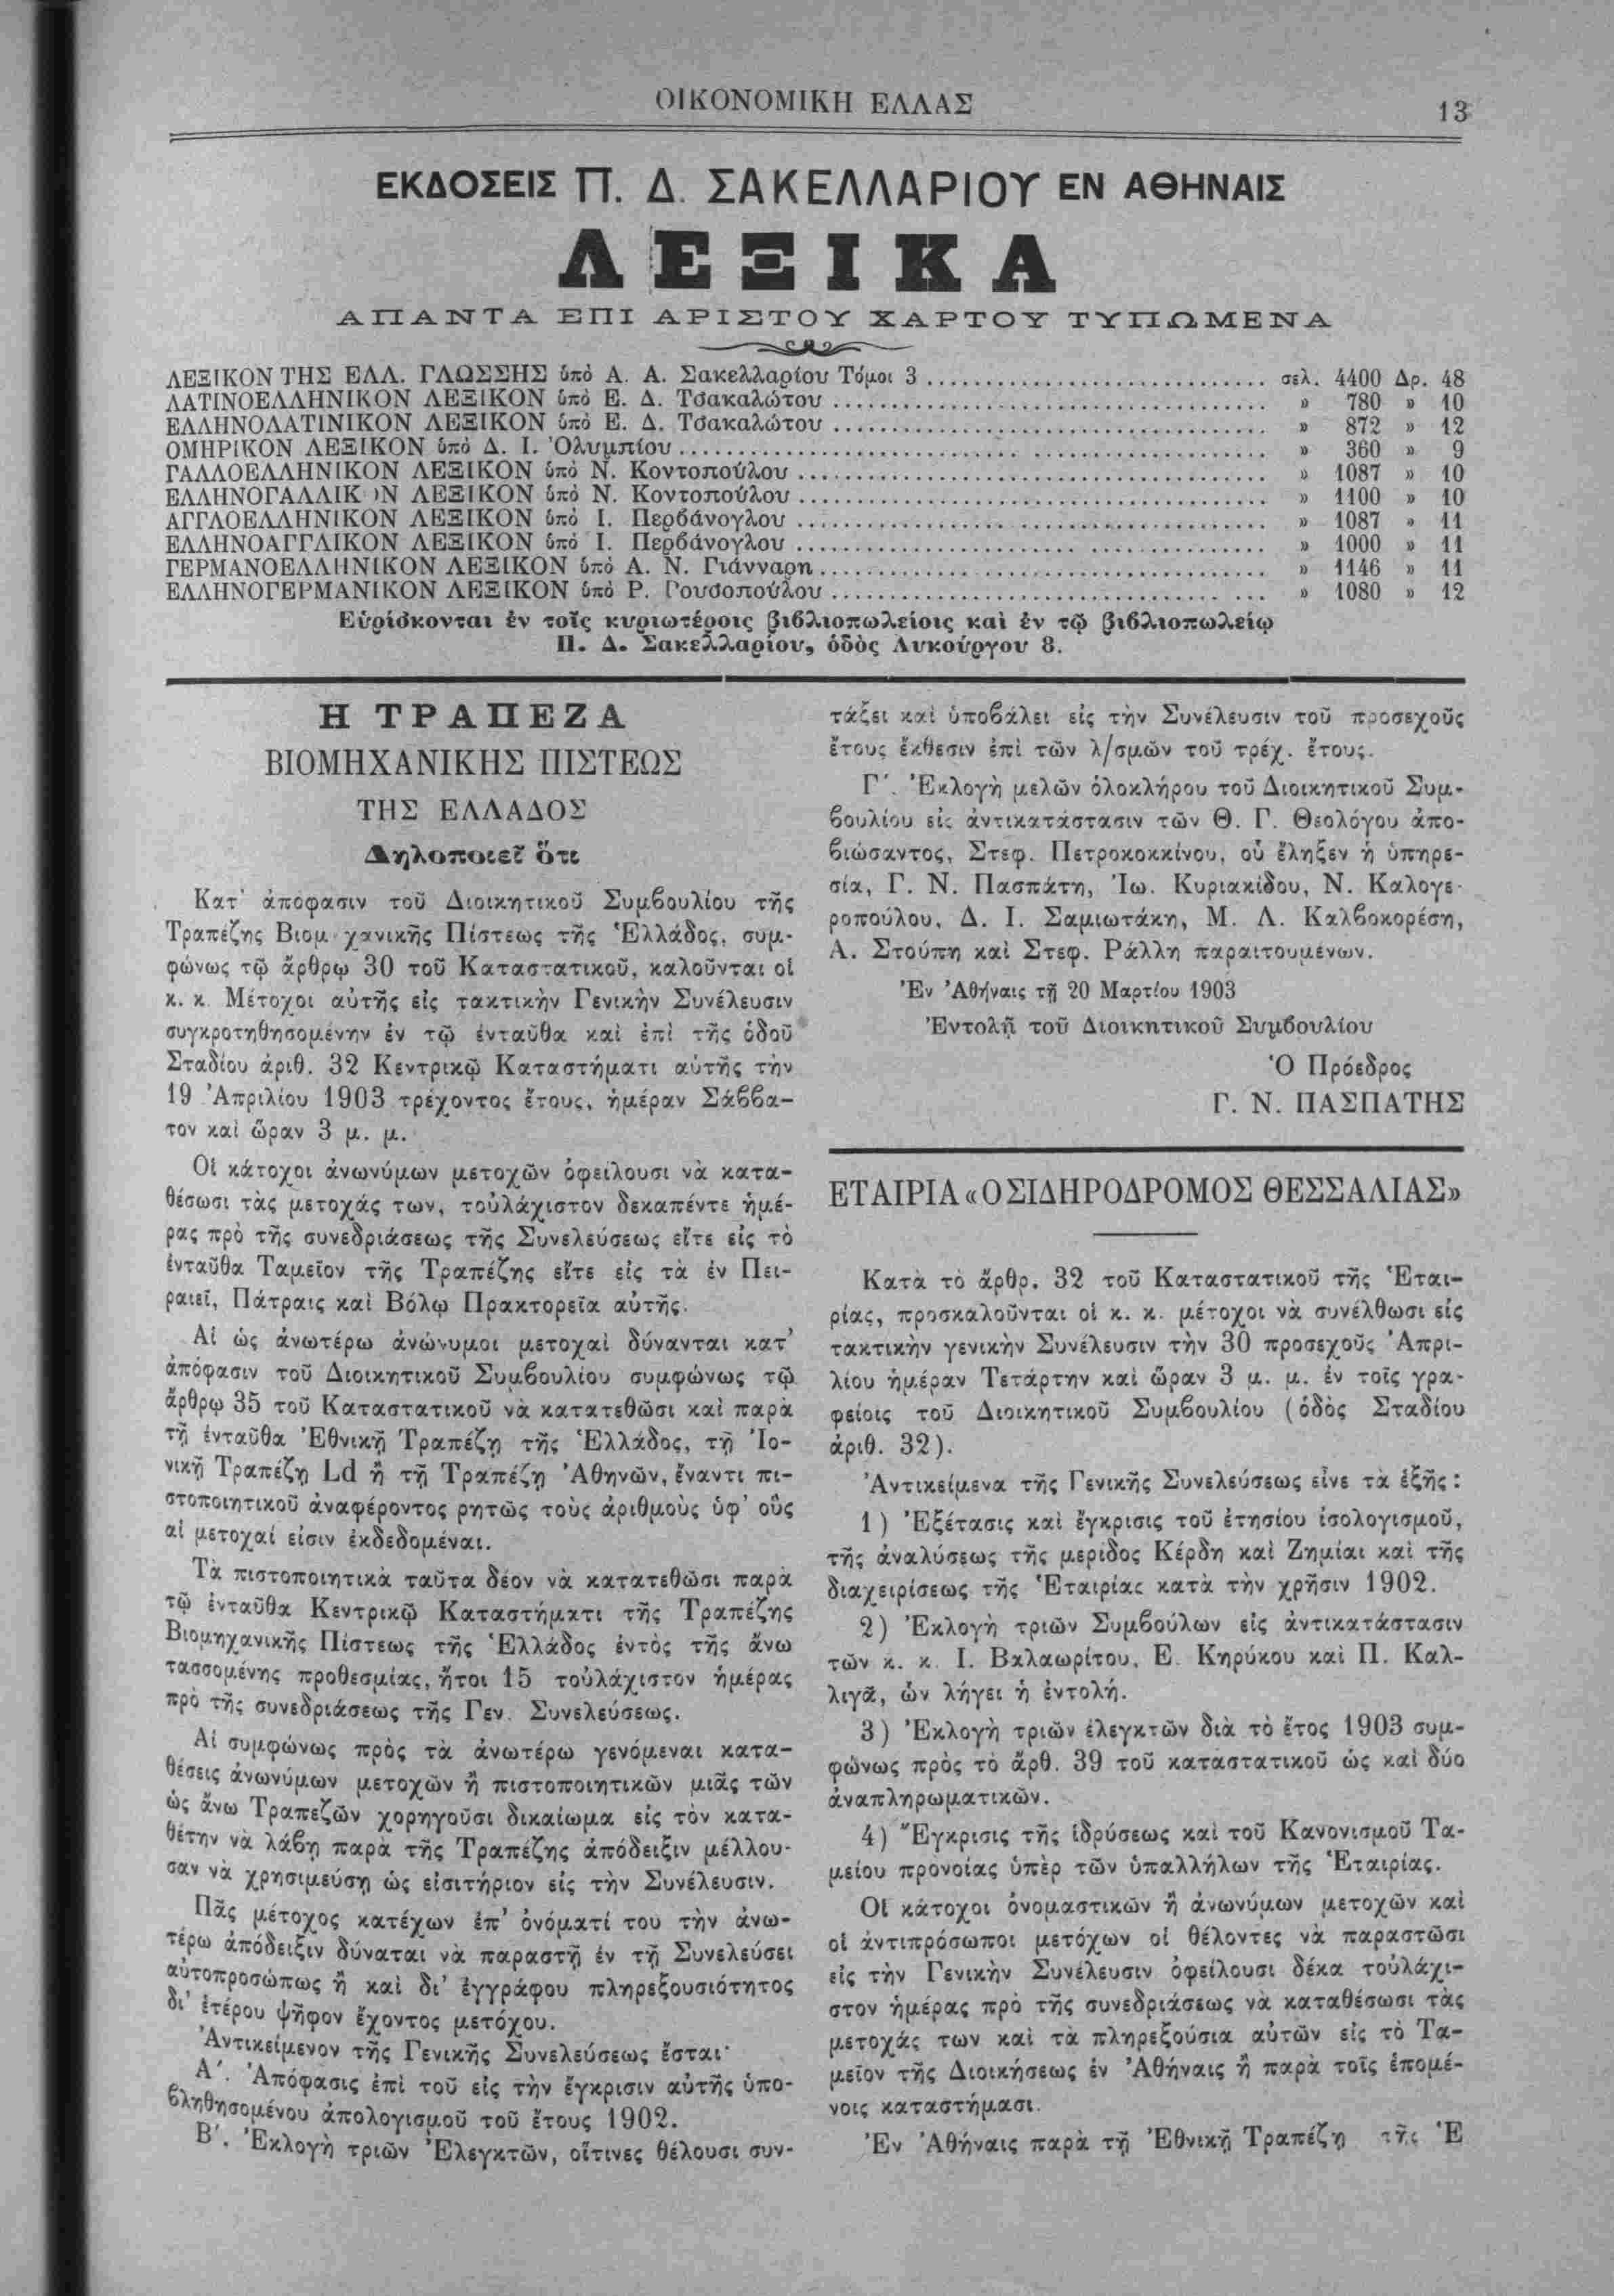 ΟΙΚΟΝΟΜΙΚΗ ΕΛΛΑΣ
13
ΕΚΔΟΣΕΙΣ Π. Δ. ΣΑΚΕΛΛΑΡΙΟΥ ΕΝ ΑΘΗΝΑΙΣ
ΛΕΞΙΚΑ
ΑΠΑΝΤΑ ΕΠΙ ΑΡΙΣΤΟΥ ΧΑΡΤΟΥ ΤΥΠΩΜΕΝΑ
ΛΕΞΙΚΟΝ ΤΗΣ ΕΛΛ. ΓΛΩΣΣΗΣ ὑπὸ Α. Α. Σακελλαρίου Τόμοι 3 ........ σελ. 4400 Δρ. 48
ΛΑΤΙΝΟΕΛΛΗΝΙΚΟΝ ΛΕΞΙΚΟΝ ὑπὸ Ε. Δ. Τσακαλώτου ........ » 780 » 10
ΕΛΛΗΝΟΛΑΤΙΝΙΚΟΝ ΛΕΞΙΚΟΝ ὑπὸ Ε. Δ. Τσακαλώτου ........ » 872 » 12
ΟΜΗΡΙΚΟΝ ΛΕΞΙΚΟΝ ὑπὸ Δ. Ι. Ὀλυμπίου ........ » 360 » 9
ΓΑΛΛΟΕΛΛΗΝΙΚΟΝ ΛΕΞΙΚΟΝ ὑπὸ Ν. Κοντοπούλου ........ » 1087 » 10
ΕΛΛΗΝΟΓΑΛΛΙΚΟΝ ΛΕΞΙΚΟΝ ὑπὸ Ν. Κοντοπούλου ........ » 1100 » 10
ΑΓΓΛΟΕΛΛΗΝΙΚΟΝ ΛΕΞΙΚΟΝ ὑπὸ Ι. Περβάνογλου ........ » 1087 » 11
ΕΛΛΗΝΟΑΓΓΛΙΚΟΝ ΛΕΞΙΚΟΝ ὑπὸ Ι. Περβάνογλου ........ » 1000 » 11
ΓΕΡΜΑΝΟΕΛΛΗΝΙΚΟΝ ΛΕΞΙΚΟΝ ὑπὸ Α. Ν. Γιάνναρη ........ » 1146 » 11
ΕΛΛΗΝΟΓΕΡΜΑΝΙΚΟΝ ΛΕΞΙΚΟΝ ὑπὸ Ρ. Ρουσοπούλου ........ » 1080 » 12
Εὑρίσκονται ἐν τοῖς κυριωτέροις βιβλιοπωλείοις καὶ ἐν τῷ βιβλιοπωλείῳ
Π. Δ. Σακελλαρίου, ὁδὸς Λυκούργου 8.
Η ΤΡΑΠΕΖΑ
ΒΙΟΜΗΧΑΝΙΚΗΣ ΠΙΣΤΕΩΣ
ΤΗΣ ΕΛΛΑΔΟΣ
Δηλοποιεῖ ὅτι
Κατ' ἀπόφασιν τοῦ Διοικητικοῦ Συμβουλίου τῆς
Τραπέζης Βιομηχανικῆς Πίστεως τῆς Ἑλλάδος, συμ-
φώνως τῷ ἄρθρῳ 30 τοῦ Καταστατικοῦ, καλοῦνται οἱ
κ. κ. Μέτοχοι αὐτῆς εἰς τακτικὴν Γενικὴν Συνέλευσιν
συγκροτηθησομένην ἐν τῷ ἐνταῦθα καὶ ἐπὶ τῆς ὁδοῦ
Σταδίου ἀριθ. 32 Κεντρικῷ Καταστήματι αὐτῆς τὴν
19 Ἀπριλίου 1903 τρέχοντος ἔτους, ἡμέραν Σάββα-
τον καὶ ὥραν 3 μ. μ.
Οἱ κάτοχοι ἀνωνύμων μετοχῶν ὀφείλουσι νὰ κατα-
θέσωσι τὰς μετοχάς των, τοὐλάχιστον δεκαπέντε ἡμέ-
ρας πρὸ τῆς συνεδριάσεως τῆς Συνελεύσεως εἴτε εἰς τὸ
ἐνταῦθα Ταμεῖον τῆς Τραπέζης εἴτε εἰς τὰ ἐν Πει-
ραιεῖ, Πάτραις καὶ Βόλῳ Πρακτορεῖα αὐτῆς.
Αἱ ὡς ἀνωτέρω ἀνώνυμοι μετοχαὶ δύνανται κατ'
ἀπόφασιν τοῦ Διοικητικοῦ Συμβουλίου συμφώνως τῷ
ἄρθρῳ 35 τοῦ Καταστατικοῦ νὰ κατατεθῶσι καὶ παρὰ
τῇ ἐνταῦθα Ἐθνικῇ Τραπέζῃ τῆς Ἑλλάδος, τῇ Ἰο-
νικῇ Τραπέζῃ Ld ἢ τῇ Τραπέζῃ Ἀθηνῶν, ἔναντι πι-
στοποιητικοῦ ἀναφέροντος ρητῶς τοὺς ἀριθμοὺς ὑφ' οὓς
αἱ μετοχαί εἰσιν ἐκδεδομέναι.
Τὰ πιστοποιητικὰ ταῦτα δέον νὰ κατατεθῶσι παρὰ
τῷ ἐνταῦθα Κεντρικῷ Καταστήματι τῆς Τραπέζης
Βιομηχανικῆς Πίστεως τῆς Ἑλλάδος ἐντὸς τῆς ἄνω
τασσομένης προθεσμίας, ἤτοι 15 τοὐλάχιστον ἡμέρας
πρὸ τῆς συνεδριάσεως τῆς Γεν. Συνελεύσεως.
Αἱ συμφώνως πρὸς τὰ ἀνωτέρω γενόμεναι κατα-
θέσεις ἀνωνύμων μετοχῶν ἢ πιστοποιητικῶν μιᾶς τῶν
ὡς ἄνω Τραπεζῶν χορηγοῦσι δικαίωμα εἰς τὸν κατα-
θέτην νὰ λάβῃ παρὰ τῆς Τραπέζης ἀπόδειξιν μέλλου-
σαν νὰ χρησιμεύσῃ ὡς εἰσιτήριον εἰς τὴν Συνέλευσιν.
Πᾶς μέτοχος κατέχων ἐπ' ὀνόματί του τὴν ἀνω-
τέρω ἀπόδειξιν δύναται νὰ παραστῇ ἐν τῇ Συνελεύσει
αὐτοπροσώπως ἢ καὶ δι' ἐγγράφου πληρεξουσιότητος
δι' ἑτέρου ψῆφον ἔχοντος μετόχου.
Ἀντικείμενον τῆς Γενικῆς Συνελεύσεως ἔσται·
Α΄. Ἀπόφασις ἐπὶ τοῦ εἰς τὴν ἔγκρισιν αὐτῆς ὑπο-
βληθησομένου ἀπολογισμοῦ τοῦ ἔτους 1902.
Β΄. Ἐκλογὴ τριῶν Ἐλεγκτῶν, οἵτινες θέλουσι συν-
τάξει καὶ ὑποβάλει εἰς τὴν Συνέλευσιν τοῦ προσεχοῦς
ἔτους ἔκθεσιν ἐπὶ τῶν λ/σμῶν τοῦ τρέχ. ἔτους.
Γ΄. Ἐκλογὴ μελῶν ὁλοκλήρου τοῦ Διοικητικοῦ Συμ-
βουλίου εἰς ἀντικατάστασιν τῶν Θ. Γ. Θεολόγου ἀπο-
βιώσαντος, Στεφ. Πετροκοκκίνου, οὗ ἔληξεν ἡ ὑπηρε-
σία, Γ. Ν. Πασπάτη, Ἰω. Κυριακίδου, Ν. Καλογε-
ροπούλου, Δ. Ι. Σαμιωτάκη, Μ. Λ. Καλβοκορέση,
Α. Στούπη καὶ Στεφ. Ράλλη παραιτουμένων.
Ἐν Ἀθήναις τῇ 20 Μαρτίου 1903
Ἐντολῇ τοῦ Διοικητικοῦ Συμβουλίου
Ὁ Πρόεδρος
Γ. Ν. ΠΑΣΠΑΤΗΣ
ΕΤΑΙΡΙΑ «Ο ΣΙΔΗΡΟΔΡΟΜΟΣ ΘΕΣΣΑΛΙΑΣ»
Κατὰ τὸ ἄρθρ. 32 τοῦ Καταστατικοῦ τῆς Ἑται-
ρίας, προσκαλοῦνται οἱ κ. κ. μέτοχοι νὰ συνέλθωσι εἰς
τακτικὴν γενικὴν Συνέλευσιν τὴν 30 προσεχοῦς Ἀπρι-
λίου ἡμέραν Τετάρτην καὶ ὥραν 3 μ. μ. ἐν τοῖς γρα-
φείοις τοῦ Διοικητικοῦ Συμβουλίου (ὁδὸς Σταδίου
ἀριθ. 32).
Ἀντικείμενα τῆς Γενικῆς Συνελεύσεως εἶνε τὰ ἑξῆς :
1) Ἐξέτασις καὶ ἔγκρισις τοῦ ἐτησίου ἰσολογισμοῦ,
τῆς ἀναλύσεως τῆς μερίδος Κέρδη καὶ Ζημίαι καὶ τῆς
διαχειρίσεως τῆς Ἑταιρίας κατὰ τὴν χρῆσιν 1902.
2) Ἐκλογὴ τριῶν Συμβούλων εἰς ἀντικατάστασιν
τῶν κ. κ. Ι. Βαλαωρίτου, Ε. Κηρύκου καὶ Π. Καλ-
λιγᾶ, ὧν λήγει ἡ ἐντολή.
3) Ἐκλογὴ τριῶν ἐλεγκτῶν διὰ τὸ ἔτος 1903 συμ-
φώνως πρὸς τὸ ἄρθ. 39 τοῦ καταστατικοῦ ὡς καὶ δύο
ἀναπληρωματικῶν.
4) Ἔγκρισις τῆς ἱδρύσεως καὶ τοῦ Κανονισμοῦ Τα-
μείου προνοίας ὑπὲρ τῶν ὑπαλλήλων τῆς Ἑταιρίας.
Οἱ κάτοχοι ὀνομαστικῶν ἢ ἀνωνύμων μετοχῶν καὶ
οἱ ἀντιπρόσωποι μετόχων οἱ θέλοντες νὰ παραστῶσι
εἰς τὴν Γενικὴν Συνέλευσιν ὀφείλουσι δέκα τοὐλάχι-
στον ἡμέρας πρὸ τῆς συνεδριάσεως νὰ καταθέσωσι τὰς
μετοχάς των καὶ τὰ πληρεξούσια αὐτῶν εἰς τὸ Τα-
μεῖον τῆς Διοικήσεως ἐν Ἀθήναις ἢ παρὰ τοῖς ἑπομέ-
νοις καταστήμασι.
Ἐν Ἀθήναις παρὰ τῇ Ἐθνικῇ Τραπέζῃ τῆς Ἑ